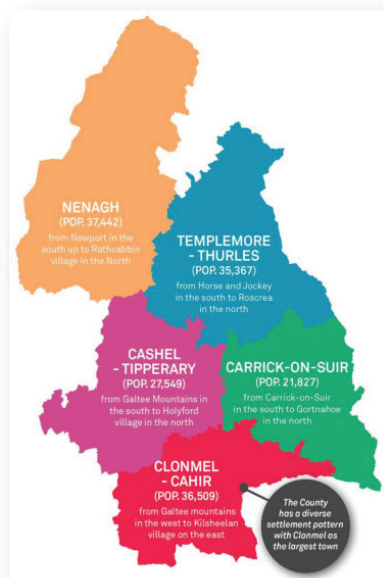 NENAGH
(POP. 37,442)
from Newport in the
south up to Rathcabbin
village in the North
TEMPLEMORE
- THURLES
(POP. 35,367)
from Horse and Jockey
in the south to Roscrea
in the north
CASHEL
- TIPPERARY
(POP. 27,549)
from Galtee Mountains in
the south to Holyford
village in the north
CARRICK-ON-SUIR
(POP. 21,827)
from Carrick-on-Suir
in the south to Gortnahoe
in the north
CLONMEL
- CAHIR
(POP. 36,509)
from Galtee mountains
in the west to Kilsheelan
village on the east
The County
has a diverse
settlement pattern
with Clonmel as
the largest town